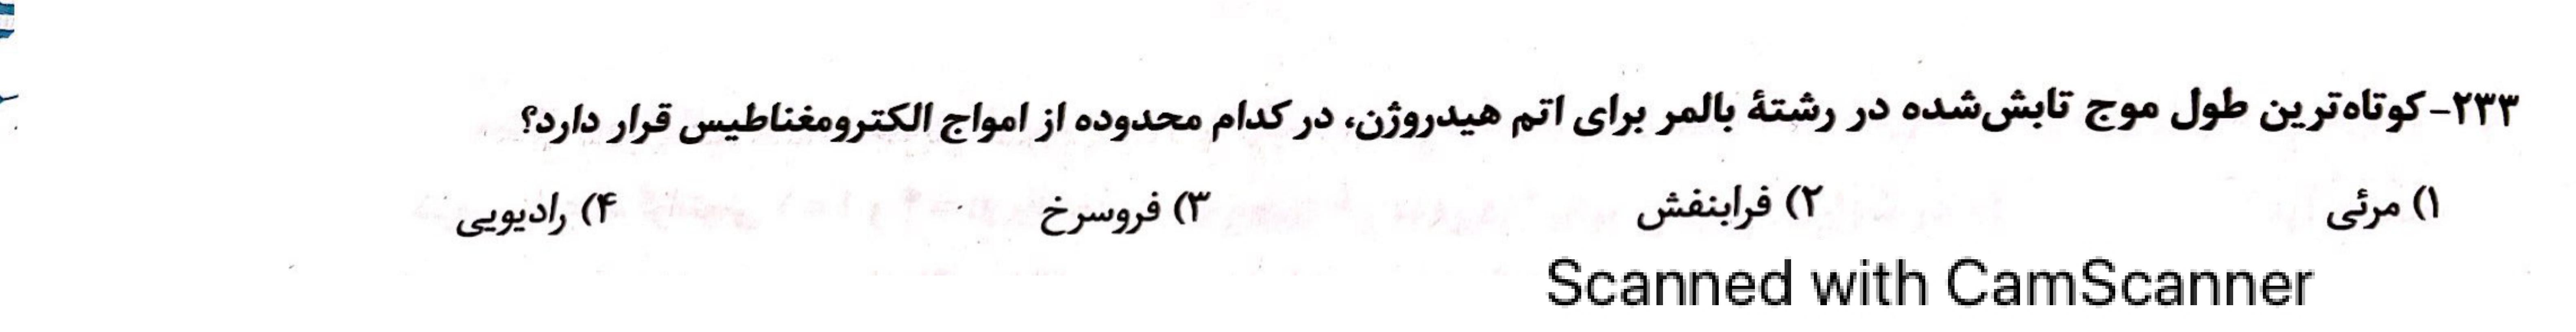 ۲۳۳- کوتاه‌ترین طول موج تابش‌شده در رشتهٔ بالمر برای اتم هیدروژن، در کدام محدوده از امواج الکترومغناطیس قرار دارد؟
۱) مرئی ۲) فرابنفش ۳) فروسرخ ۴) رادیویی
Scanned with CamScanner